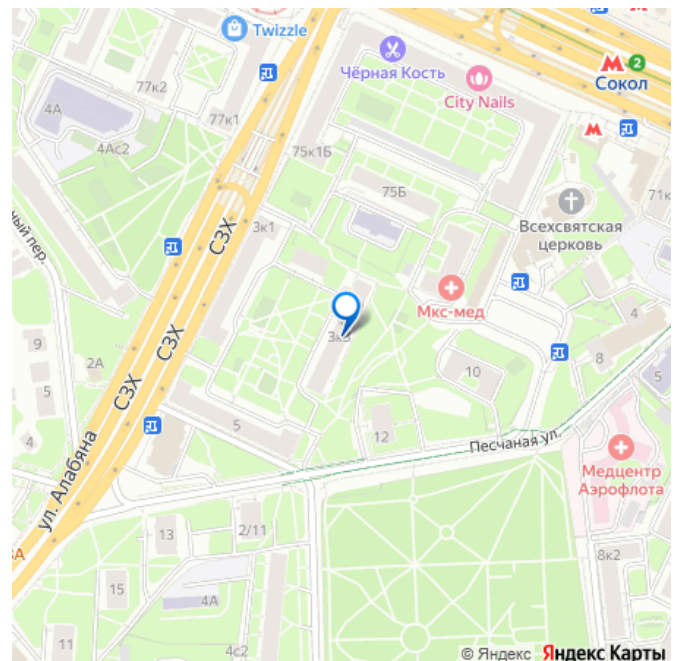 Twizzle
Чёрная Кость
City Nails
2
Сокол
77к2
4А
77к1
4Ас2
75к1Б
75Б
71к
Всехсвятская
церковь
3к1
СЗХ
ный пер.
Мкс-мед
4
3к3
СЗХ
9
2А
8
10
5
СЗХ
5
4
12
Песчаная ул.
ул. Алабяна
Медцентр
Аэрофлота
13
2/11
8к2
15
4А
11
4с2
© Яндекс Яндекс Карты